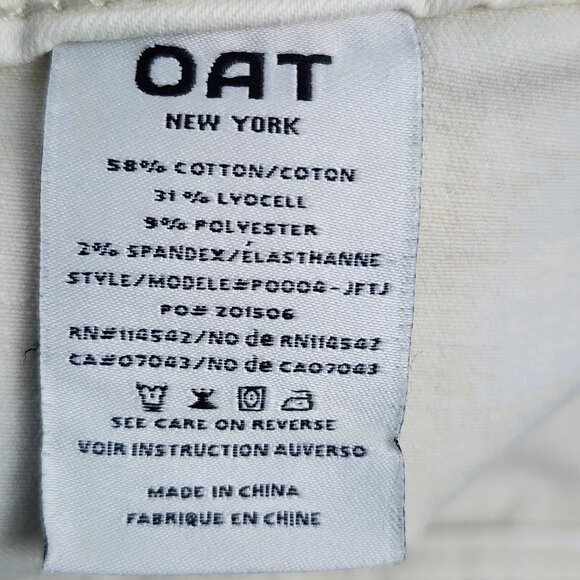 OAT
NEW YORK
58% COTTON/COTON
31 % LYOCELL
9% POLYESTER
2% SPANDEX/ÉLASTHANNE
STYLE/MODELE#P0004-JFTJ
PO# 201506
RN#114542/NO de RN114542
CA#07043/NO de CA07043
SEE CARE ON REVERSE
VOIR INSTRUCTION AUVERSO
MADE IN CHINA
FABRIQUE EN CHINE